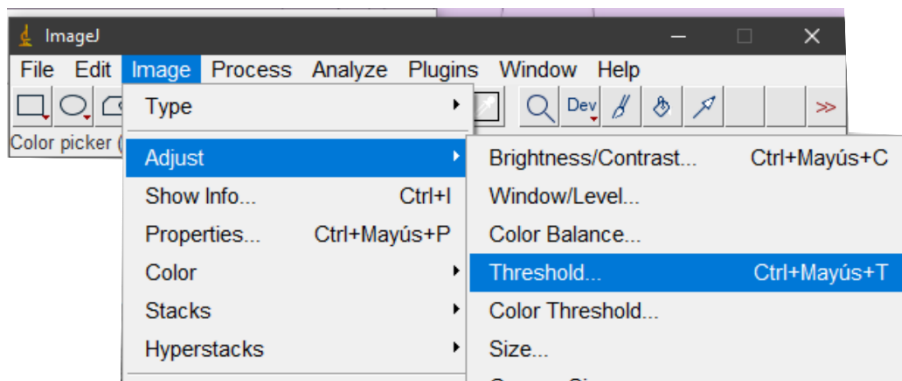 ImageJ
File Edit Image Process Analyze Plugins Window Help
Type
Dev
>>
Color picker (
Adjust
Show Info... Ctrl+I
Properties... Ctrl+Mayús+P
Color
Stacks
Hyperstacks
Brightness/Contrast... Ctrl+Mayús+C
Window/Level...
Color Balance...
Threshold... Ctrl+Mayús+T
Color Threshold...
Size...